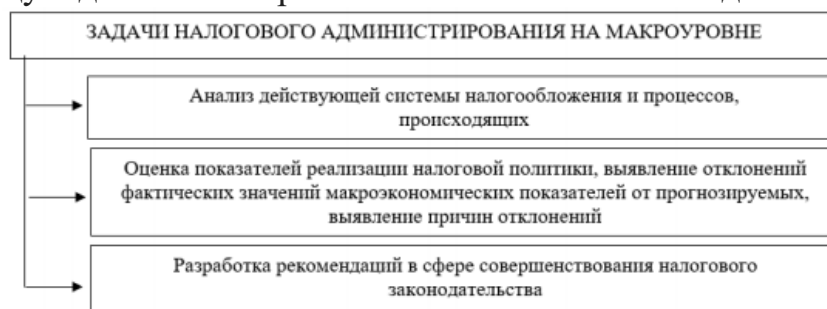 ЗАДАЧИ НАЛОГОВОГО АДМИНИСТРИРОВАНИЯ НА МАКРОУРОВНЕ
Анализ действующей системы налогообложения и процессов,
происходящих
Оценка показателей реализации налоговой политики, выявление отклонений
фактических значений макроэкономических показателей от прогнозируемых,
выявление причин отклонений
Разработка рекомендаций в сфере совершенствования налогового
законодательства